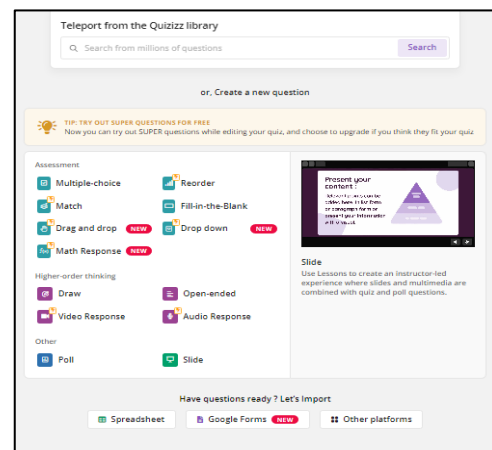 Teleport from the Quizizz library
Search from millions of questions
Search
or, Create a new question
TIP: TRY OUT SUPER QUESTIONS FOR FREE
Now you can try out SUPER questions while editing your quiz, and choose to upgrade if you think they fit your quiz
Assessment
Multiple-choice
Reorder
Match
Fill-in-the-Blank
Drag and drop NEW
Drop down NEW
Math Response NEW
Higher-order thinking
Draw
Open-ended
Video Response
Audio Response
Other
Poll
Slide
Present your
content :
Slide
Use Lessons to create an instructor-led
experience where slides and multimedia are
combined with quiz and poll questions.
Have questions ready ? Let's Import
Spreadsheet
Google Forms NEW
Other platforms